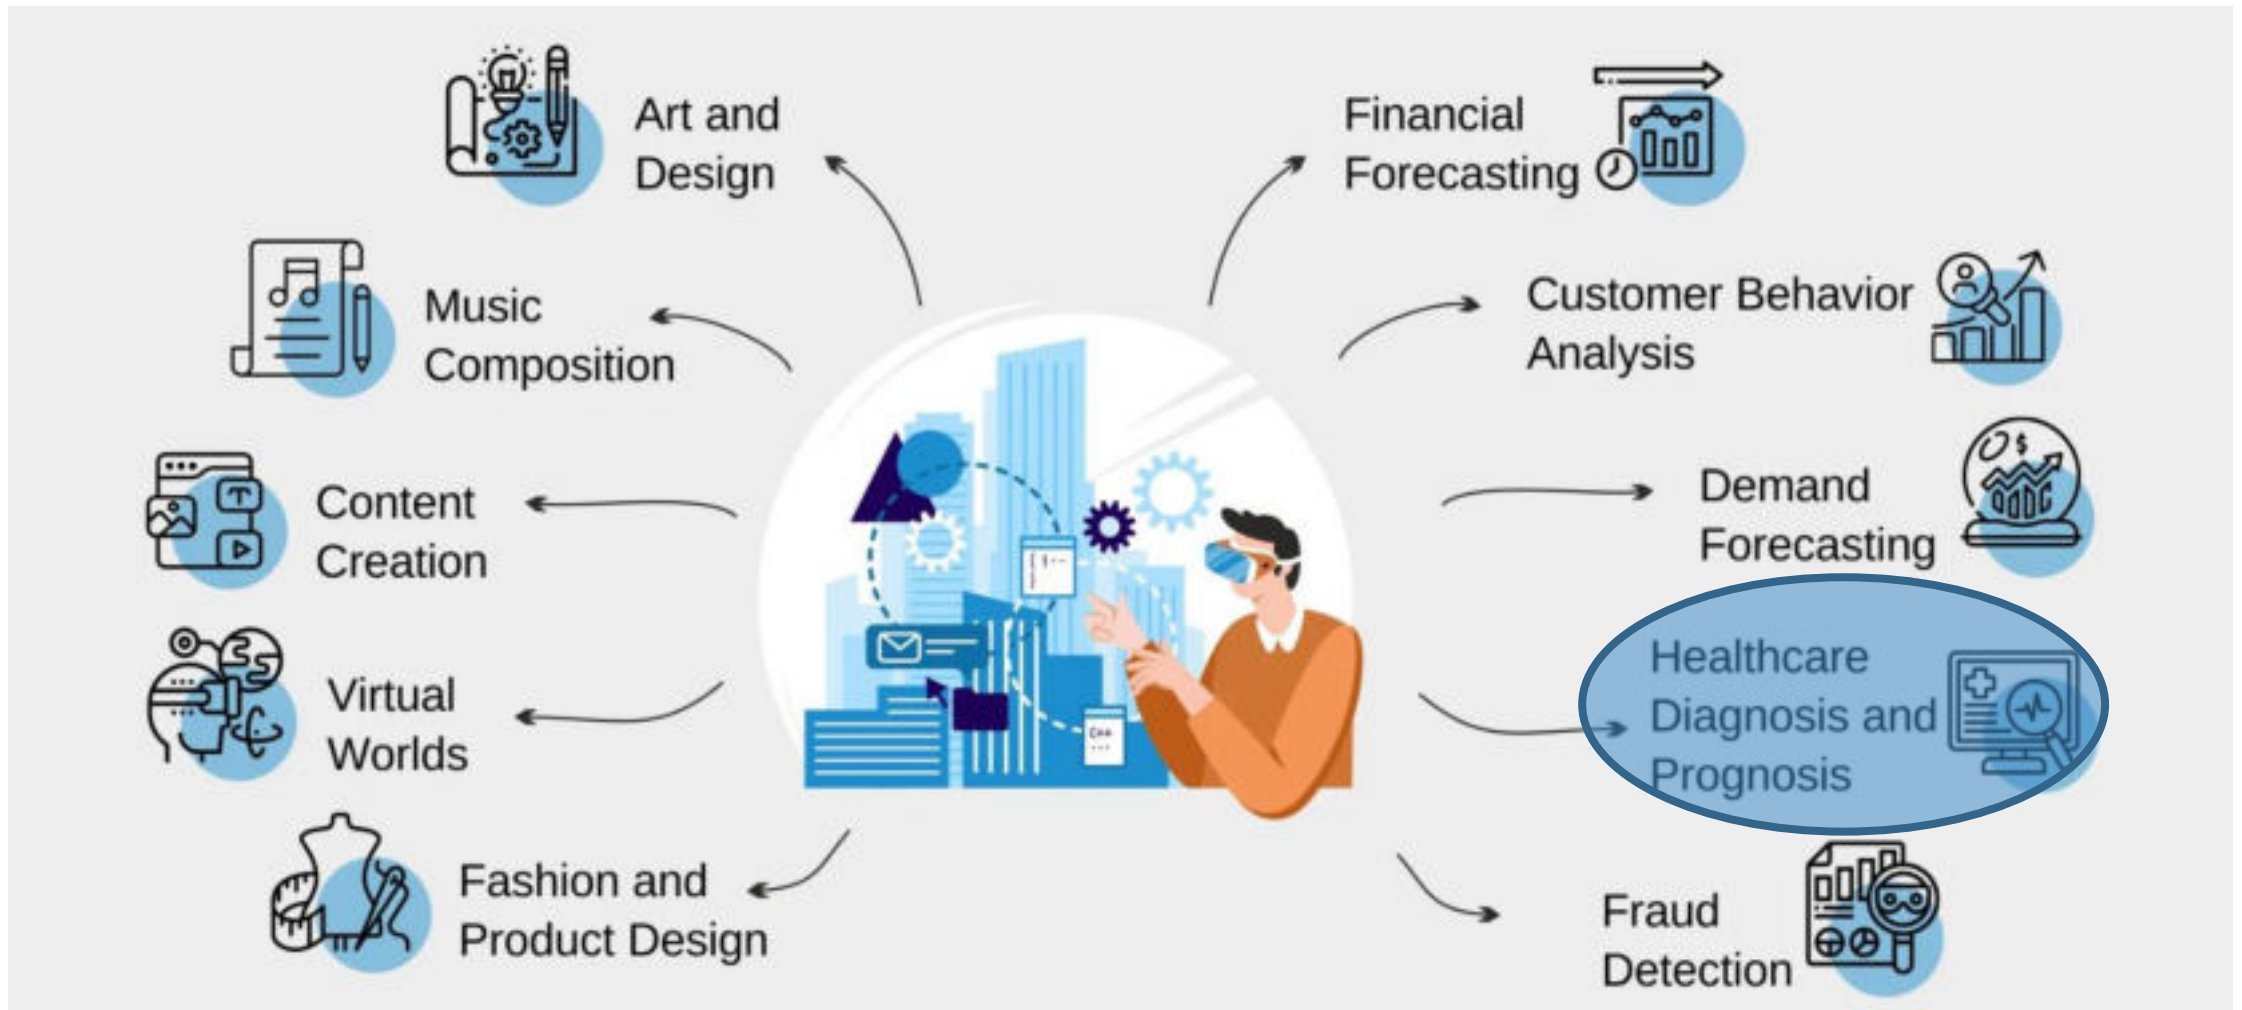 Art and
Design
Music
Composition
Content
Creation
Virtual
Worlds
Fashion and
Product Design
Financial
Forecasting
Customer Behavior
Analysis
Demand
Forecasting
Healthcare
Diagnosis and
Prognosis
Fraud
Detection